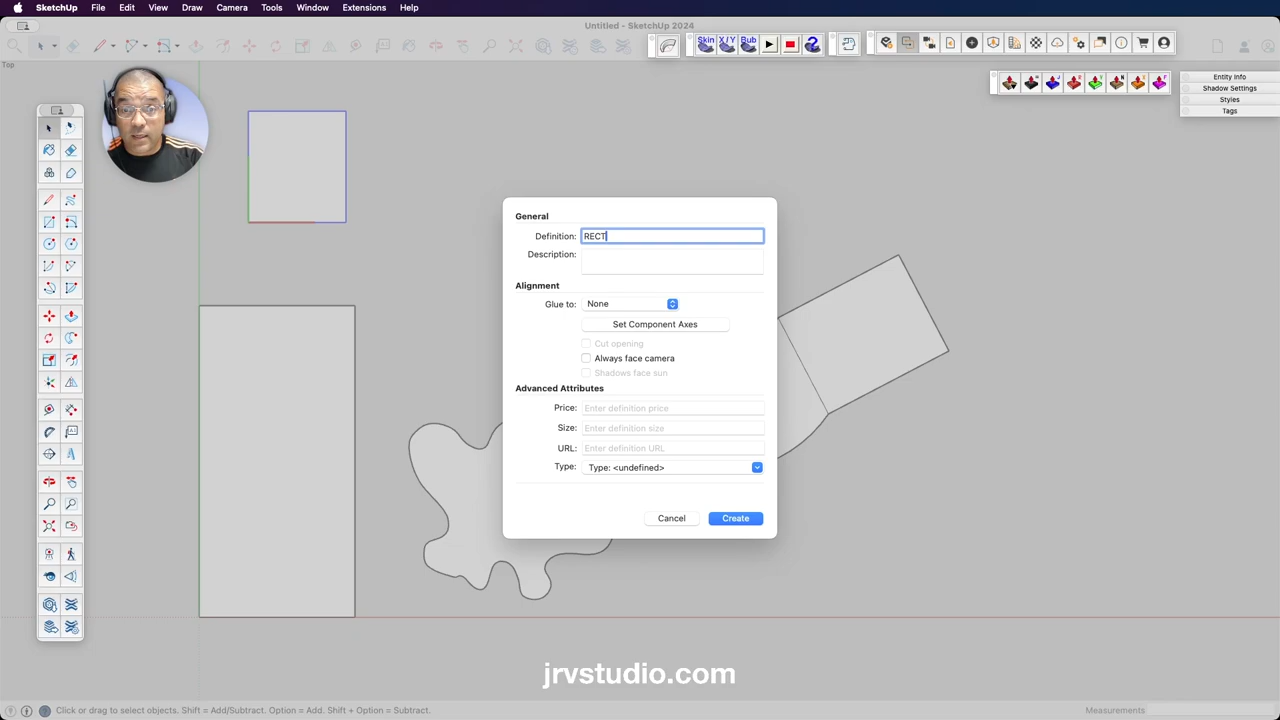 SketchUp File Edit View Draw Camera Tools Window Extensions Help
Untitled - SketchUp 2024
Skin X/Y Bub
Top
Entity Info
Shadow Settings
Styles
Tags
General
Definition: RECT
Description:
Alignment
Glue to: None
Set Component Axes
Cut opening
Always face camera
Shadows face sun
Advanced Attributes
Price: Enter definition price
Size: Enter definition size
URL: Enter definition URL
Type: Type: <undefined>
Cancel Create
jrvstudio.com
Click or drag to select objects. Shift = Add/Subtract. Option = Add. Shift + Option = Subtract. Measurements